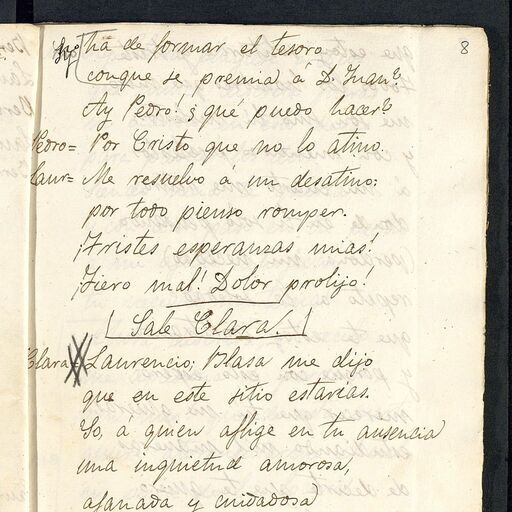 8
ha de formar el tesoro
conque se premia á D. Juan?
Ay Pedro! ¿qué puedo hacer?
Pedro= Por Cristo que no lo atino.
Laur= Me resuelvo a un desatino:
por todo pienso romper.
¡Tristes esperanzas mias!
¡Fiero mal! Dolor prolijo!
Sale Clara.
Clara= Laurencio; Blasa me dijo
que en este sitio estarias.
Yo, á quien aflige en tu ausencia
una inquietud amorosa,
afanada y cuidadosa